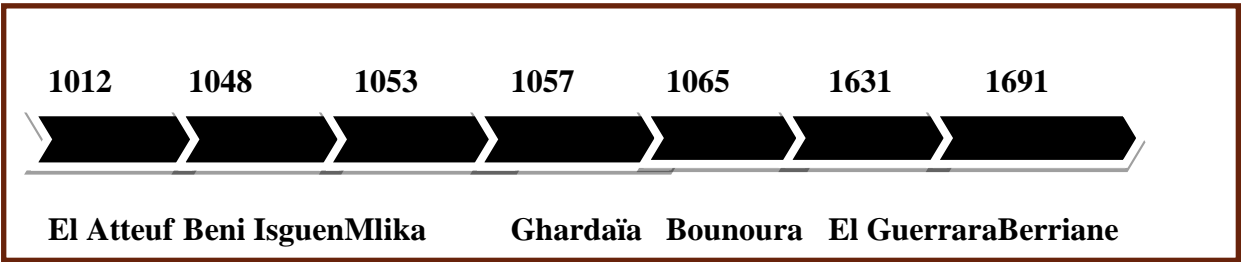 1012 1048 1053 1057 1065 1631 1691
El Atteuf Beni IsguenMlika Ghardaïa Bounoura El GuerraraBerriane